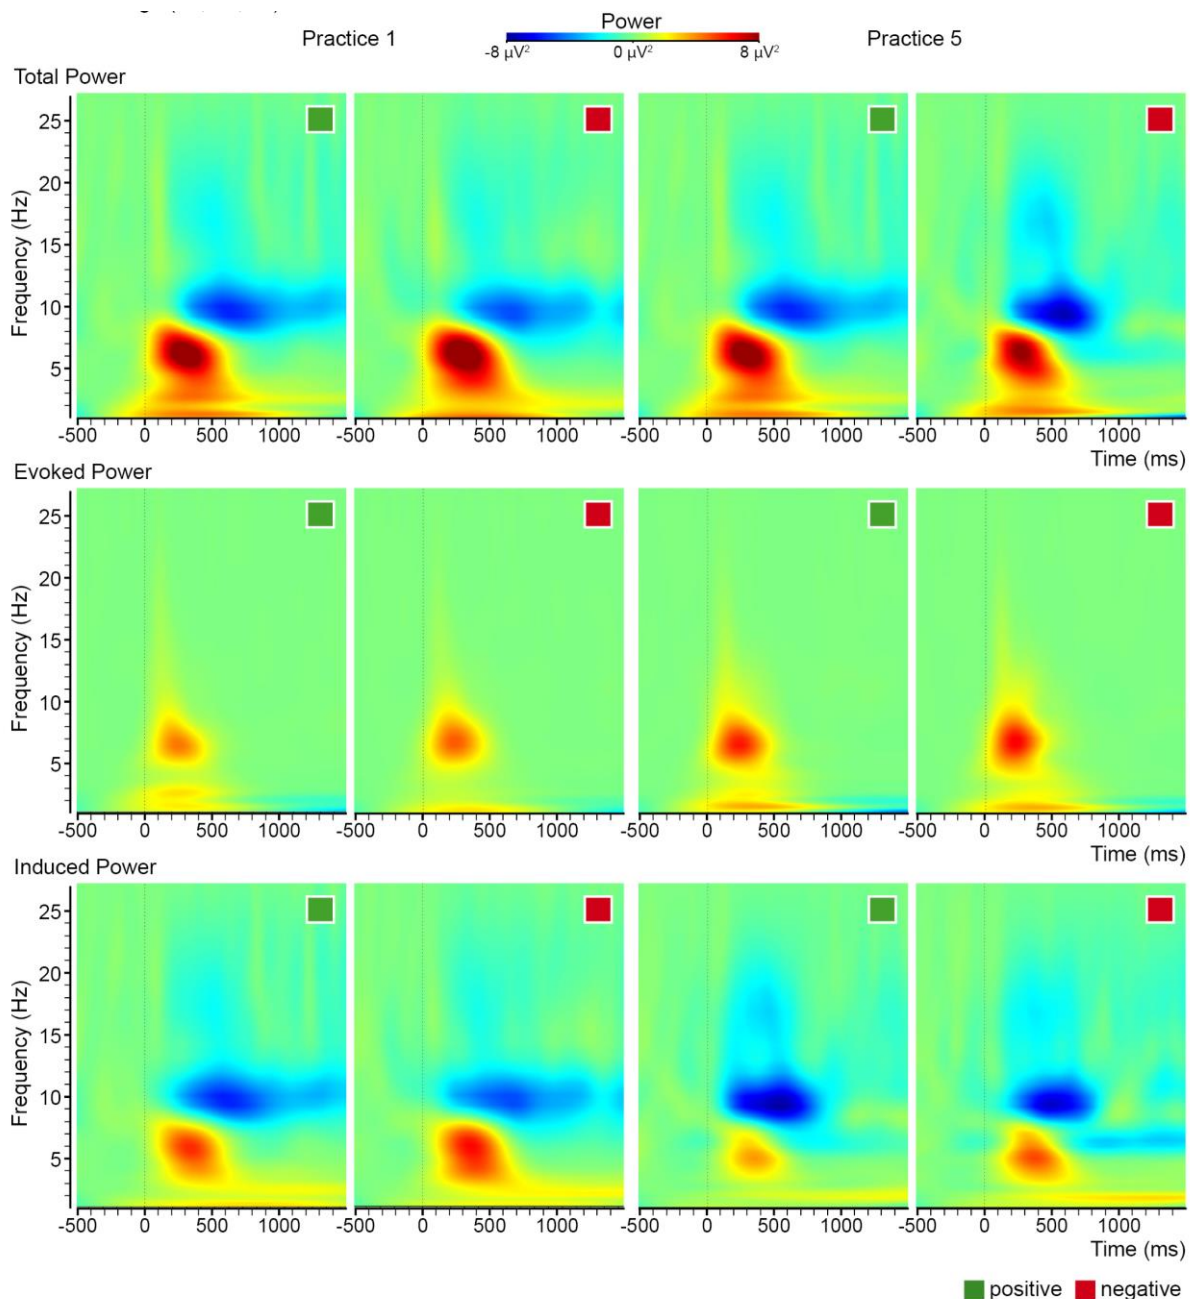 Power
Practice 1
Practice 5
-8 µV²
0 µV²
8 µV²
Total Power
Frequency (Hz)
25
20
15
10
5
-500 0 500 1000
-500 0 500 1000
-500 0 500 1000
-500 0 500 1000
Time (ms)
Evoked Power
Frequency (Hz)
25
20
15
10
5
-500 0 500 1000
-500 0 500 1000
-500 0 500 1000
-500 0 500 1000
Time (ms)
Induced Power
Frequency (Hz)
25
20
15
10
5
-500 0 500 1000
-500 0 500 1000
-500 0 500 1000
-500 0 500 1000
Time (ms)
positive negative